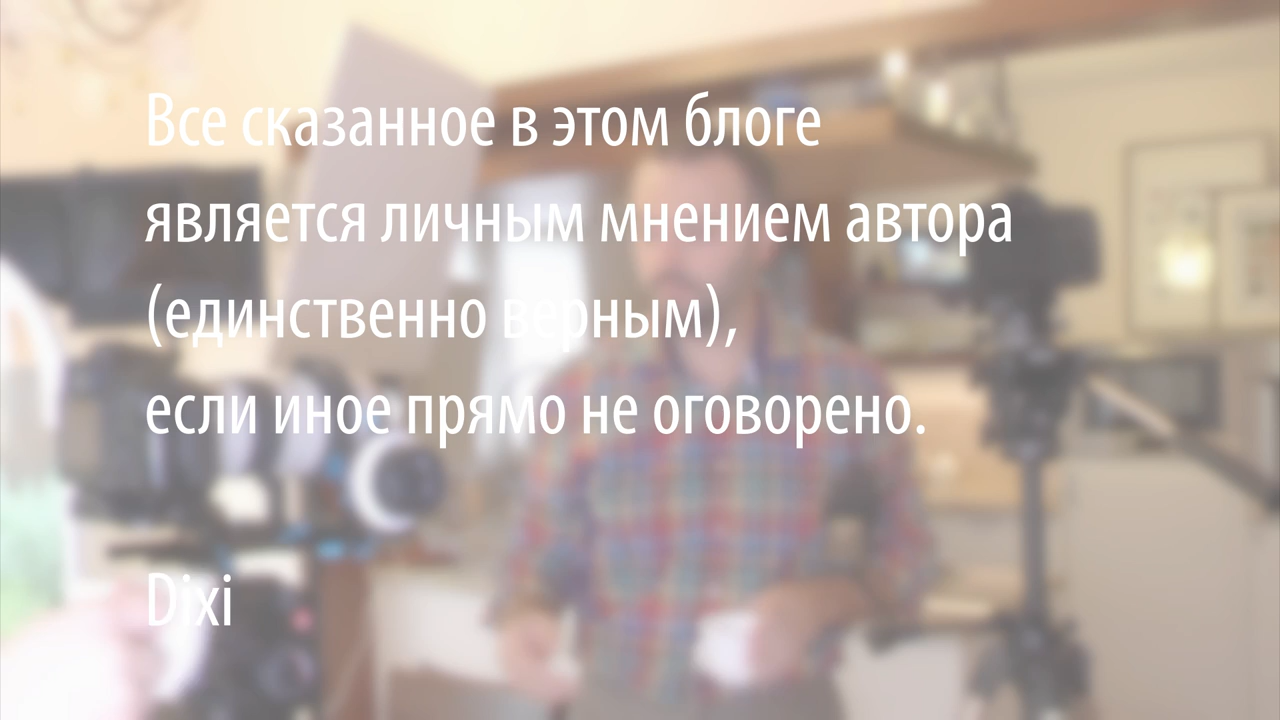 Все сказанное в этом блоге
является личным мнением автора
(единственно верным),
если иное прямо не оговорено.
Dixi